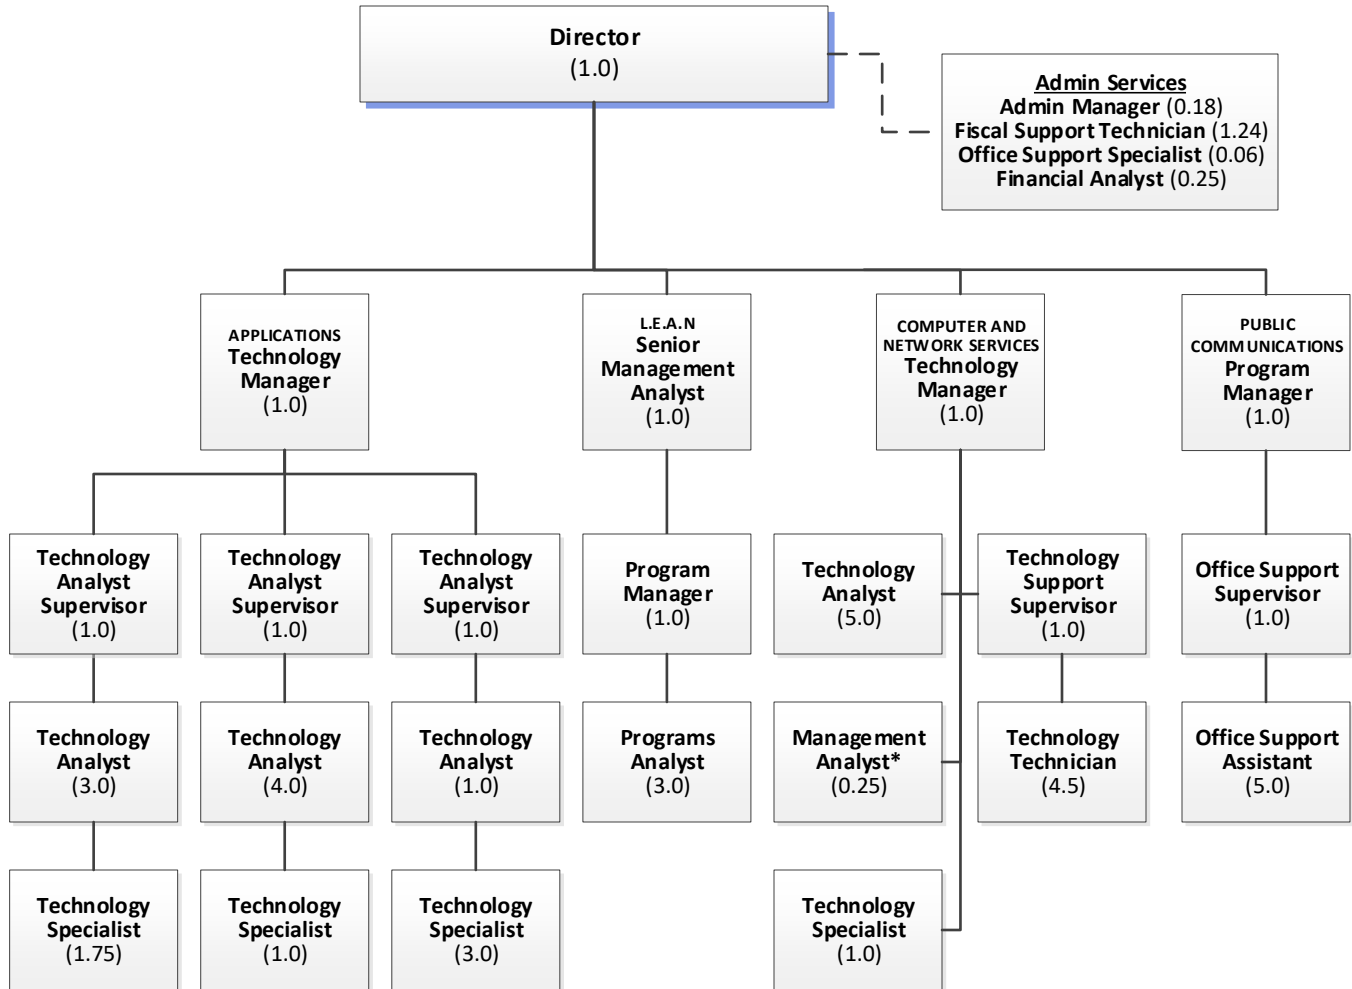 Director
(1.0)
Admin Services
Admin Manager (0.18)
Fiscal Support Technician (1.24)
Office Support Specialist (0.06)
Financial Analyst (0.25)
APPLICATIONS
Technology
Manager
(1.0)
L.E.A.N
Senior
Management
Analyst
(1.0)
COMPUTER AND
NETWORK SERVICES
Technology
Manager
(1.0)
PUBLIC
COMMUNICATIONS
Program
Manager
(1.0)
Technology
Analyst
Supervisor
(1.0)
Technology
Analyst
Supervisor
(1.0)
Technology
Analyst
Supervisor
(1.0)
Program
Manager
(1.0)
Technology
Analyst
(5.0)
Technology
Support
Supervisor
(1.0)
Office Support
Supervisor
(1.0)
Technology
Analyst
(3.0)
Technology
Analyst
(4.0)
Technology
Analyst
(1.0)
Programs
Analyst
(3.0)
Management
Analyst*
(0.25)
Technology
Technician
(4.5)
Office Support
Assistant
(5.0)
Technology
Specialist
(1.75)
Technology
Specialist
(1.0)
Technology
Specialist
(3.0)
Technology
Specialist
(1.0)